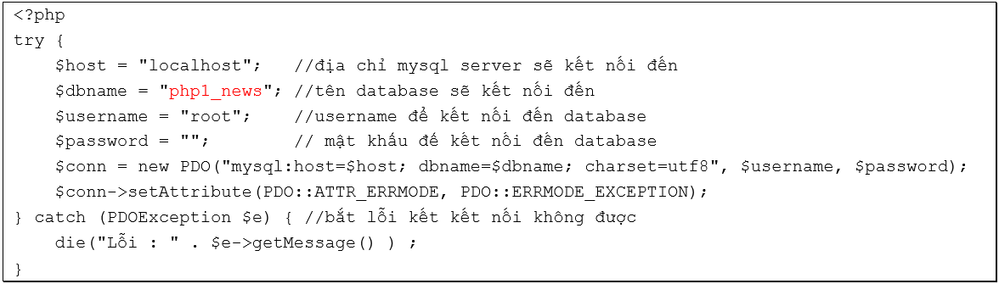 <?php
try {
    $host = "localhost";   //địa chỉ mysql server sẽ kết nối đến
    $dbname = "php1_news"; //tên database sẽ kết nối đến
    $username = "root";    //username để kết nối đến database
    $password = "";        // mật khấu đế kết nối đến database
    $conn = new PDO("mysql:host=$host; dbname=$dbname; charset=utf8", $username, $password);
    $conn->setAttribute(PDO::ATTR_ERRMODE, PDO::ERRMODE_EXCEPTION);
} catch (PDOException $e) { //bắt lỗi kết kết nối không được
    die("Lỗi : " . $e->getMessage() ) ;
}